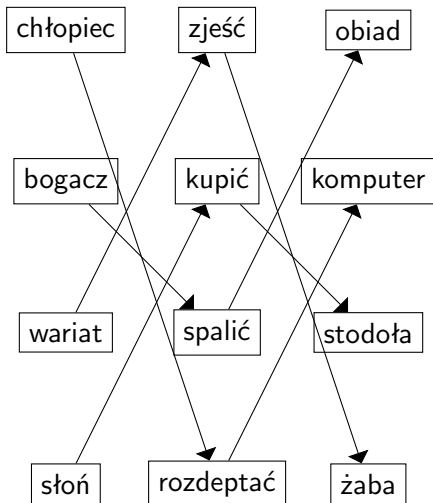 chłopiec zjeść obiad
bogacz kupić komputer
wariat spalić stodoła
słoń rozdeptać żaba